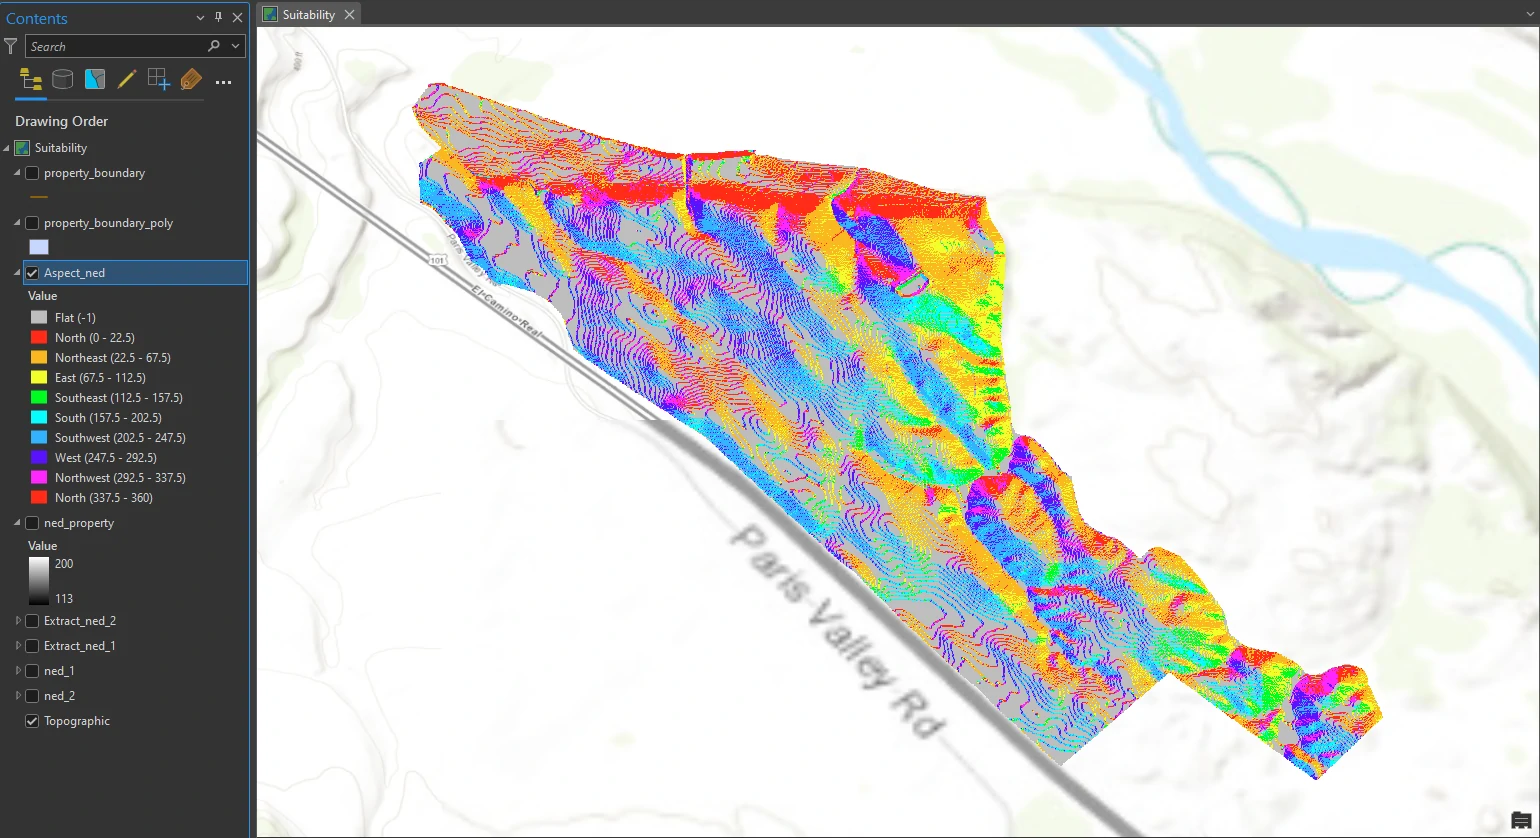 Contents
Suitability
Search
Drawing Order
Suitability
property_boundary
property_boundary_poly
Aspect_ned
Value
Flat (-1)
North (0 - 22.5)
Northeast (22.5 - 67.5)
East (67.5 - 112.5)
Southeast (112.5 - 157.5)
South (157.5 - 202.5)
Southwest (202.5 - 247.5)
West (247.5 - 292.5)
Northwest (292.5 - 337.5)
North (337.5 - 360)
ned_property
Value
200
113
Extract_ned_2
Extract_ned_1
ned_1
ned_2
Topographic
101
Paris Valley
El Camino Real
Paris Valley Rd